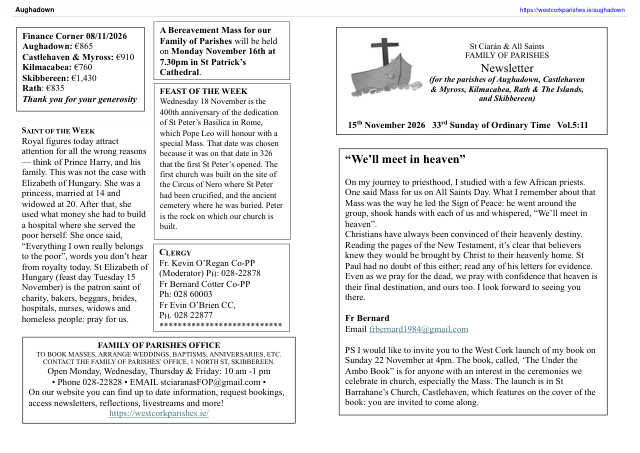 Aughadown
https://westcorkparishes.is/aughadown
Finance Corner 08/11/2026
Aughadown: €865
Castlehaven & Myross: €910
Kilmacabea: €760
Skibbereen: €1,430
Rath: €835
Thank you for your generosity
SAINT OF THE WEEK
Royal figures today attract
attention for all the wrong reasons
— think of Prince Harry, and his
family. This was not the case with
Elizabeth of Hungary. She was a
princess, married at 14 and
widowed at 20. After that, she
used what money she had to build
a hospital where she served the
poor herself. She once said,
“Everything I own really belongs
to the poor”, words you don’t hear
from royalty today. St Elizabeth of
Hungary (feast day Tuesday 15
November) is the patron saint of
charity, bakers, beggars, brides,
hospitals, nurses, widows and
homeless people: pray for us.
A Bereavement Mass for our
Family of Parishes will be held
on Monday November 16th at
7.30pm in St Patrick’s
Cathedral.
FEAST OF THE WEEK
Wednesday 18 November is the
400th anniversary of the dedication
of St Peter’s Basilica in Rome,
which Pope Leo will honour with a
special Mass. That date was chosen
because it was on that date in 326
that the first St Peter’s opened. The
first church was built on the site of
the Circus of Nero where St Peter
had been crucified, and the ancient
cemetery where he was buried. Peter
is the rock on which our church is
built.
CLERGY
Fr. Kevin O’Regan Co-PP
(Moderator) PH: 028-22878
Fr Bernard Cotter Co-PP
Ph: 028 60003
Fr Evin O’Brien CC,
PH. 028 22877
***************************
FAMILY OF PARISHES OFFICE
TO BOOK MASSES, ARRANGE WEDDINGS, BAPTISMS, ANNIVERSARIES, ETC.
CONTACT THE FAMILY OF PARISHES’ OFFICE, 1 NORTH ST, SKIBBEREEN.
Open Monday, Wednesday, Thursday & Friday: 10 am -1 pm
• Phone 028-22828 • EMAIL stciaransFOP@gmail.com •
On our website you can find up to date information, request bookings,
access newsletters, reflections, livestreams and more!
https://westcorkparishes.ie/
St Ciarán & All Saints
FAMILY OF PARISHES
Newsletter
(for the parishes of Aughadown, Castlehaven
& Myross, Kilmacabea, Rath & The Islands,
and Skibbereen)
15th November 2026 33rd Sunday of Ordinary Time Vol.5:11
“We’ll meet in heaven”
On my journey to priesthood, I studied with a few African priests.
One said Mass for us on All Saints Day. What I remember about that
Mass was the way he led the Sign of Peace: he went around the
group, shook hands with each of us and whispered, “We’ll meet in
heaven”.
Christians have always been convinced of their heavenly destiny.
Reading the pages of the New Testament, it’s clear that believers
knew they would be brought by Christ to their heavenly home. St
Paul had no doubt of this either; read any of his letters for evidence.
Even as we pray for the dead, we pray with confidence that heaven is
their final destination, and ours too. I look forward to seeing you
there.
Fr Bernard
Email frbernard1984@gmail.com
PS I would like to invite you to the West Cork launch of my book on
Sunday 22 November at 4pm. The book, called, ‘The Under the
Ambo Book” is for anyone with an interest in the ceremonies we
celebrate in church, especially the Mass. The launch is in St
Barrahane’s Church, Castlehaven, which features on the cover of the
book: you are invited to come along.